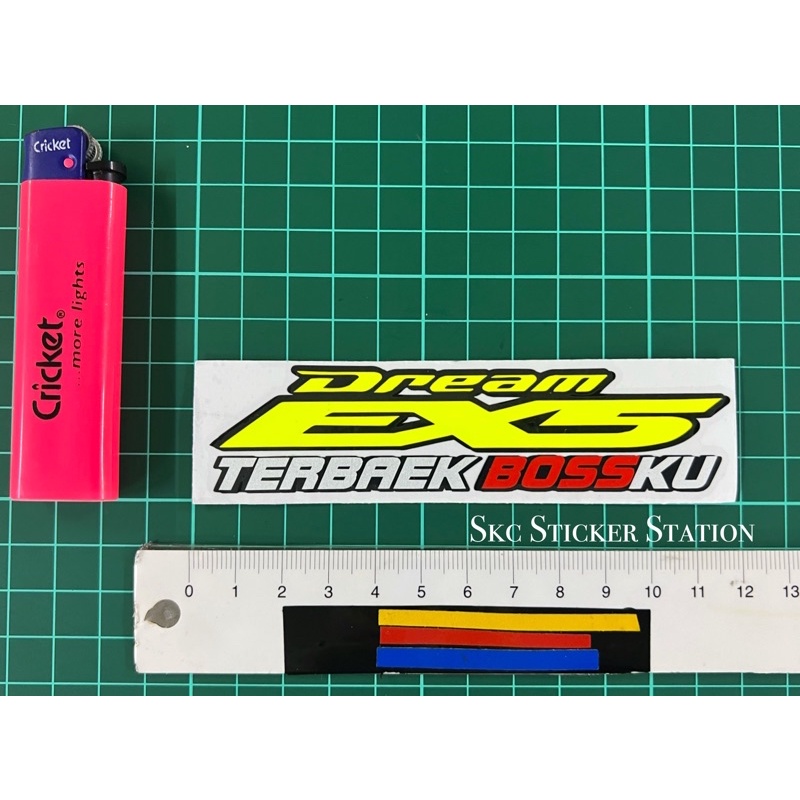 Cricket
Cricket®
...more lights
Dream
EX5
TERBAEK BOSSKU
SKC STICKER STATION
0 1 2 3 4 5 6 7 8 9 10 11 12 13